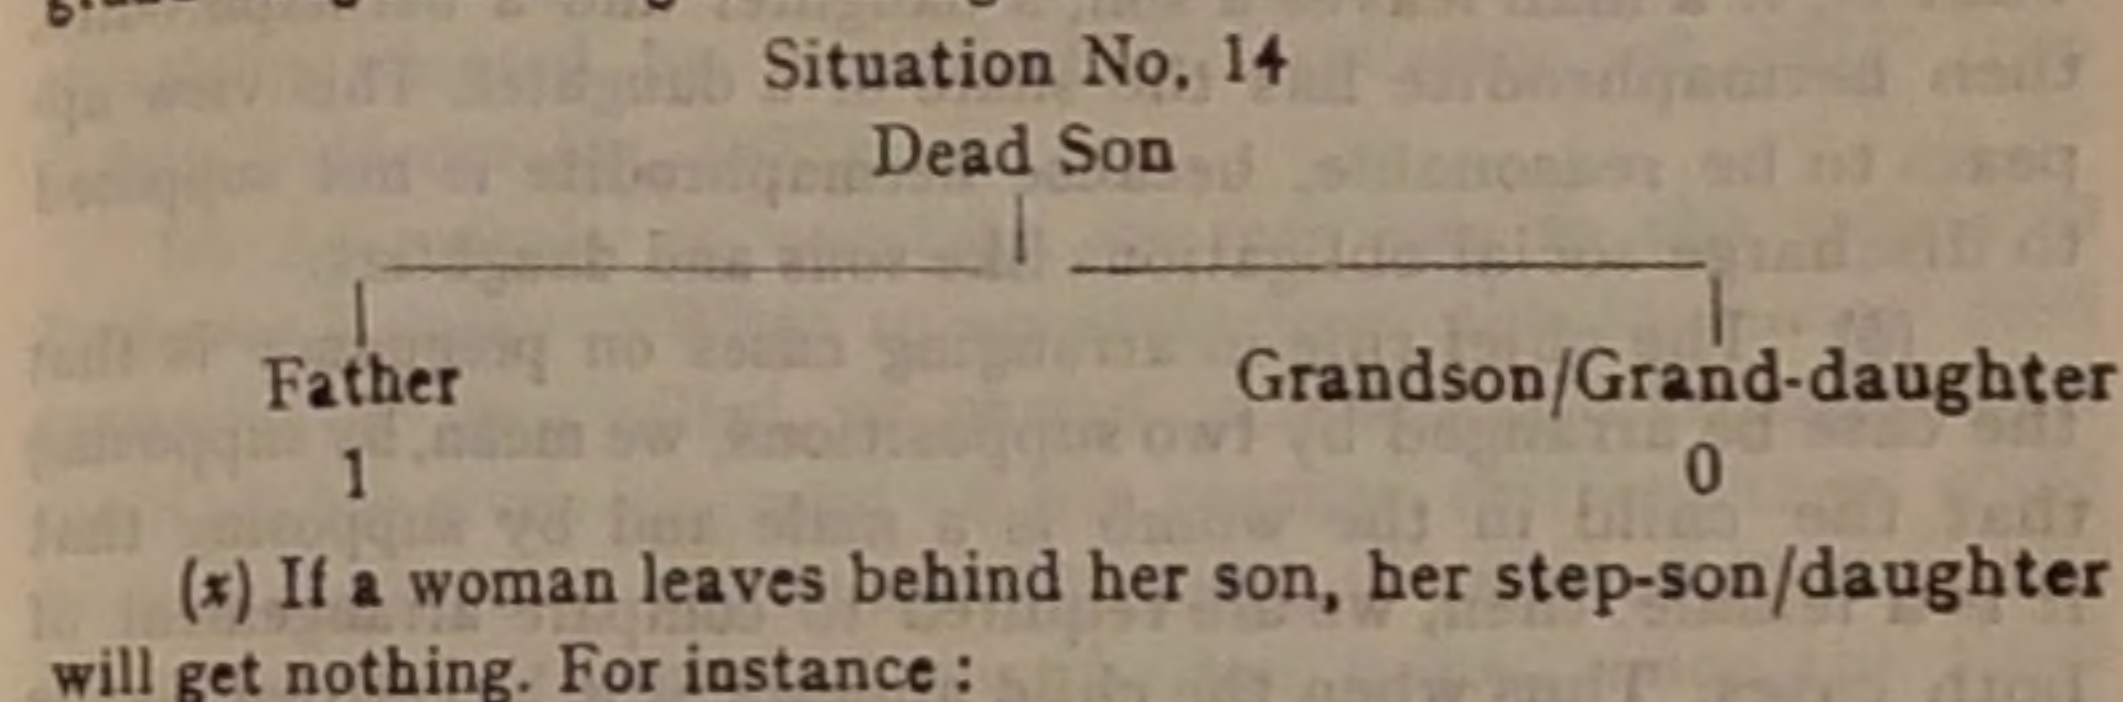 Situation No. 14
Dead Son
Father Grandson/Grand-daughter
1 0
(x) If a woman leaves behind her son, her step-son/daughter
will get nothing. For instance :